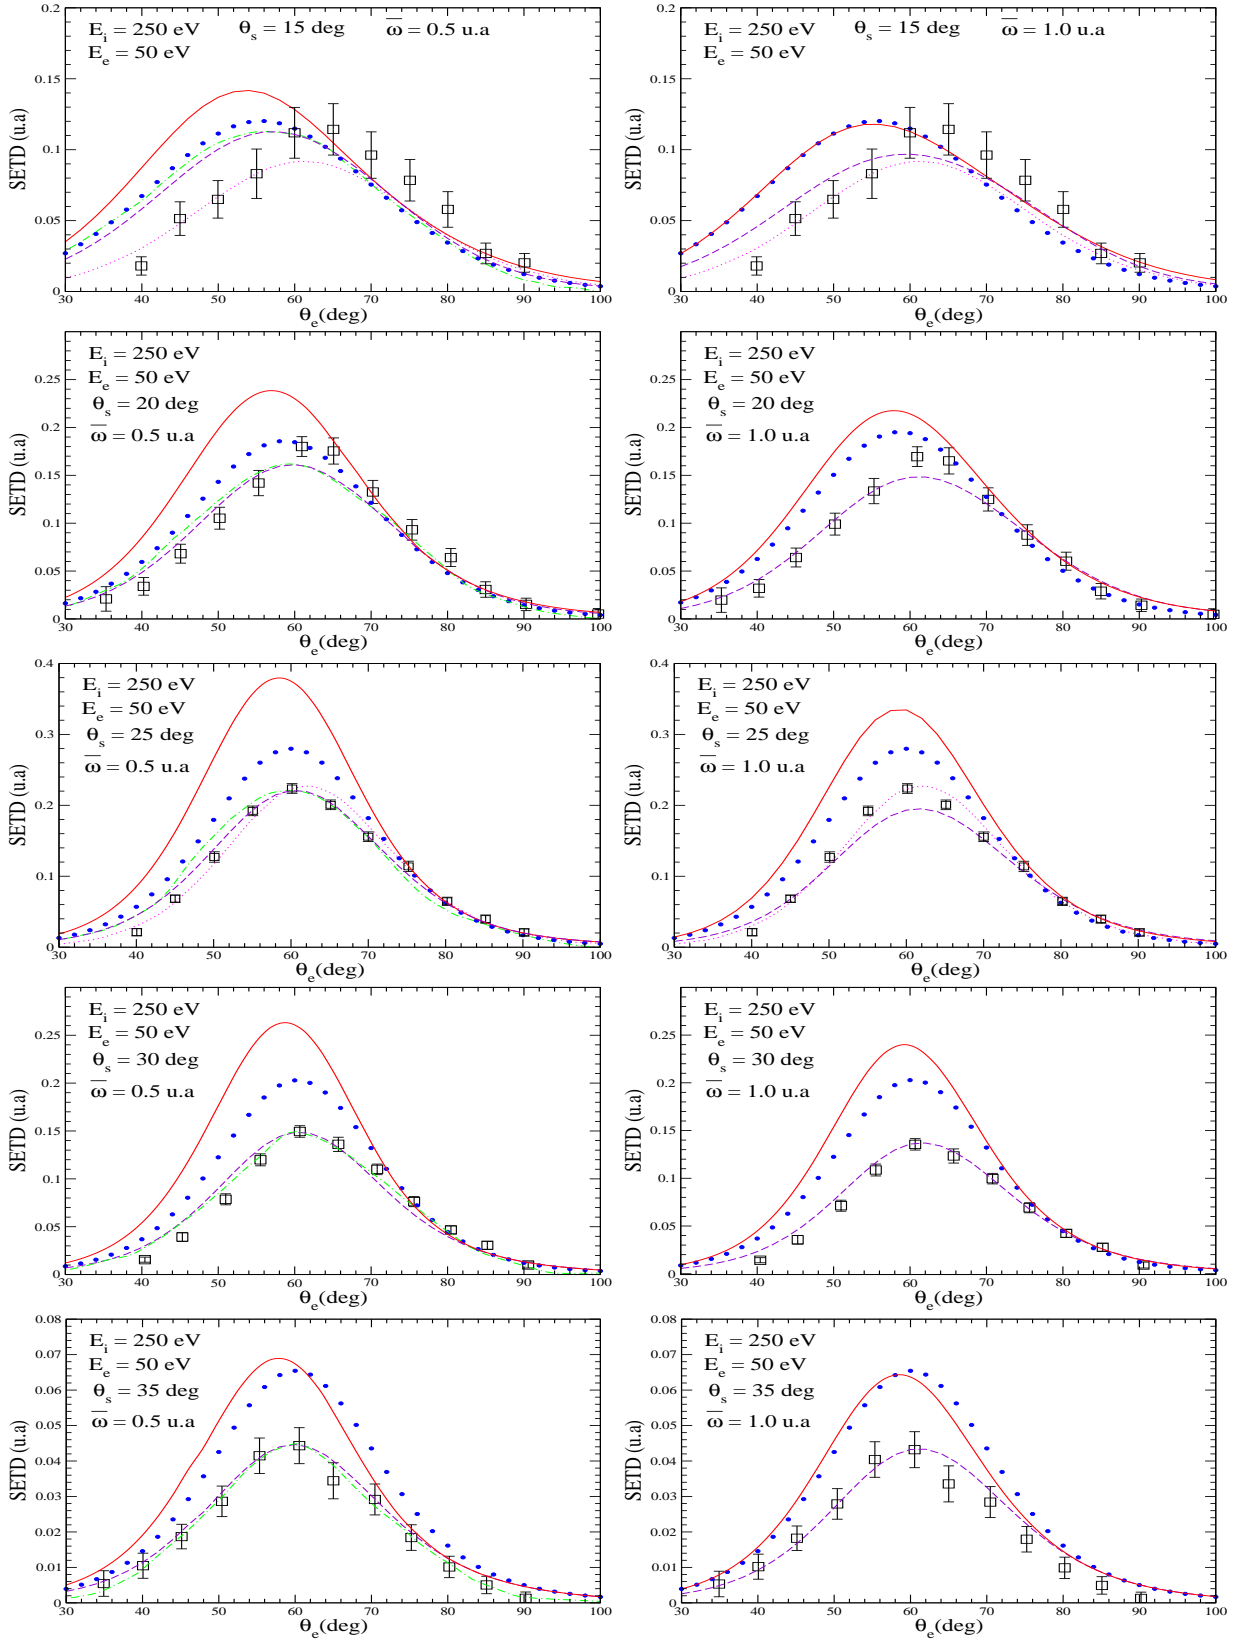 E_i = 250 eV θ_s = 15 deg ω̅ = 0.5 u.a
E_e = 50 eV
SETD (u.a)
0.2
0.15
0.1
0.05
0
30 40 50 60 70 80 90 100
θ_e(deg)
E_i = 250 eV θ_s = 15 deg ω̅ = 1.0 u.a
E_e = 50 eV
SETD (u.a)
0.2
0.15
0.1
0.05
0
30 40 50 60 70 80 90 100
θ_e(deg)
E_i = 250 eV
E_e = 50 eV
θ_s = 20 deg
ω̅ = 0.5 u.a
SETD (u.a)
0.25
0.2
0.15
0.1
0.05
0
30 40 50 60 70 80 90 100
θ_e(deg)
E_i = 250 eV
E_e = 50 eV
θ_s = 20 deg
ω̅ = 1.0 u.a
SETD (u.a)
0.25
0.2
0.15
0.1
0.05
0
30 40 50 60 70 80 90 100
θ_e(deg)
E_i = 250 eV
E_e = 50 eV
θ_s = 25 deg
ω̅ = 0.5 u.a
SETD (u.a)
0.4
0.3
0.2
0.1
0
30 40 50 60 70 80 90 100
θ_e(deg)
E_i = 250 eV
E_e = 50 eV
θ_s = 25 deg
ω̅ = 1.0 u.a
SETD (u.a)
0.4
0.3
0.2
0.1
0
30 40 50 60 70 80 90 100
θ_e(deg)
E_i = 250 eV
E_e = 50 eV
θ_s = 30 deg
ω̅ = 0.5 u.a
SETD (u.a)
0.25
0.2
0.15
0.1
0.05
0
30 40 50 60 70 80 90 100
θ_e(deg)
E_i = 250 eV
E_e = 50 eV
θ_s = 30 deg
ω̅ = 1.0 u.a
SETD (u.a)
0.25
0.2
0.15
0.1
0.05
0
30 40 50 60 70 80 90 100
θ_e(deg)
E_i = 250 eV
E_e = 50 eV
θ_s = 35 deg
ω̅ = 0.5 u.a
SETD (u.a)
0.08
0.07
0.06
0.05
0.04
0.03
0.02
0.01
0
30 40 50 60 70 80 90 100
θ_e(deg)
E_i = 250 eV
E_e = 50 eV
θ_s = 35 deg
ω̅ = 1.0 u.a
SETD (u.a)
0.08
0.07
0.06
0.05
0.04
0.03
0.02
0.01
0
30 40 50 60 70 80 90 100
θ_e(deg)